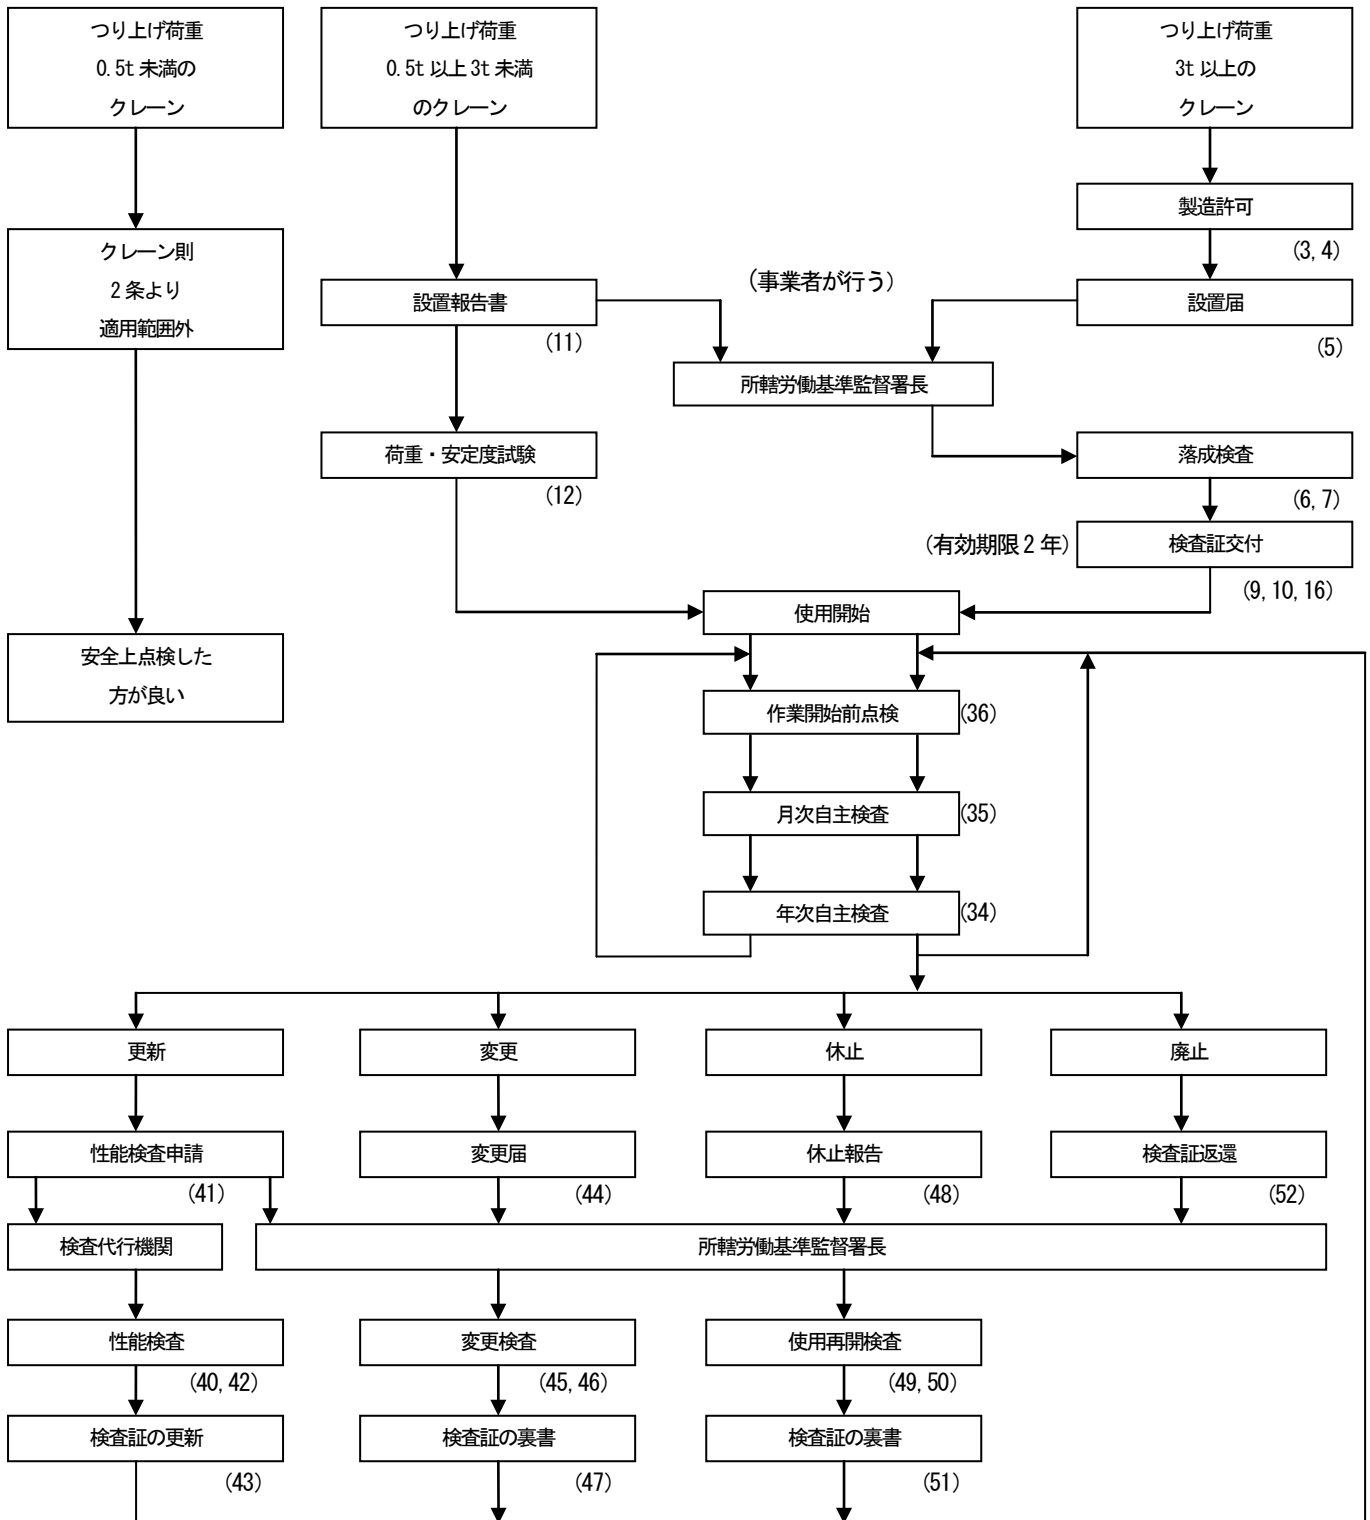 つり上げ荷重
0.5t 未満の
クレーン
つり上げ荷重
0.5t 以上 3t 未満
のクレーン
つり上げ荷重
3t 以上の
クレーン
製造許可
(3, 4)
クレーン則
2 条より
適用範囲外
設置報告書
(11)
(事業者が行う)
設置届
(5)
所轄労働基準監督署長
荷重・安定度試験
(12)
落成検査
(6, 7)
(有効期限 2 年)
検査証交付
(9, 10, 16)
使用開始
安全上点検した
方が良い
作業開始前点検
(36)
月次自主検査
(35)
年次自主検査
(34)
更新
変更
休止
廃止
性能検査申請
(41)
変更届
(44)
休止報告
(48)
検査証返還
(52)
検査代行機関
所轄労働基準監督署長
性能検査
(40, 42)
変更検査
(45, 46)
使用再開検査
(49, 50)
検査証の更新
(43)
検査証の裏書
(47)
検査証の裏書
(51)